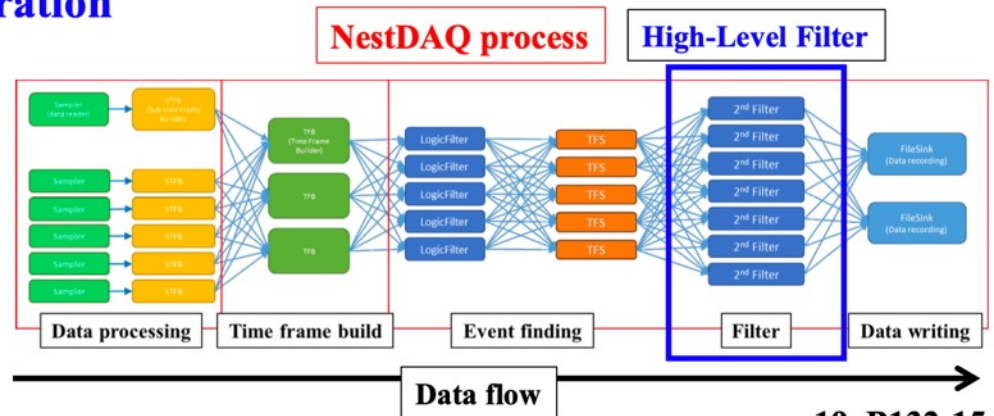 ration
NestDAQ process
High-Level Filter
Sampler
(data reader)
STFB
(Sub-time Frame
Builder)
Sampler
STFB
Sampler
STFB
Sampler
STFB
Sampler
STFB
Sampler
STFB
TFB
(Time Frame
Builder)
TFB
TFB
LogicFilter
LogicFilter
LogicFilter
LogicFilter
LogicFilter
TFS
TFS
TFS
TFS
TFS
2nd Filter
2nd Filter
2nd Filter
2nd Filter
2nd Filter
2nd Filter
2nd Filter
FileSink
(Data recording)
FileSink
(Data recording)
Data processing
Time frame build
Event finding
Filter
Data writing
Data flow